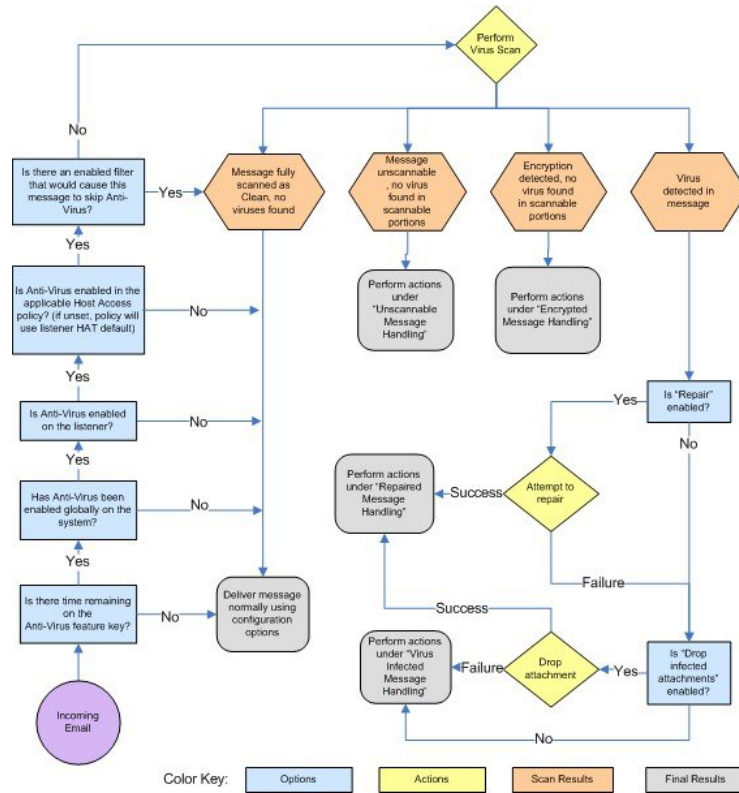 Perform
Virus Scan
No
Is there an enabled filter
that would cause this
message to skip Anti-
Virus?
Yes
Message fully
scanned as
Clean, no
viruses found
Message
unscannable
, no virus
found in
scannable
portions
Encryption
detected, no
virus found
in scannable
portions
Virus
detected in
message
Yes
Is Anti-Virus enabled in the
applicable Host Access
policy? (if unset, policy will
use listener HAT default)
No
Perform actions
under
"Unscannable
Message
Handling"
Perform actions
under "Encrypted
Message Handling"
Yes
Is Anti-Virus enabled
on the listener?
No
Is "Repair"
enabled?
Yes
No
Yes
Has Anti-Virus been
enabled globally on the
system?
No
Perform actions
under "Repaired
Message
Handling"
Success
Attempt to
repair
Failure
Yes
Is there time remaining
on the
Anti-Virus feature key?
No
Deliver message
normally using
configuration
options
Success
Perform actions
under "Virus
Infected
Message
Handling"
Failure
Drop
attachment
Yes
Is "Drop
infected
attachments"
enabled?
No
Incoming
Email
Color Key:
Options
Actions
Scan Results
Final Results